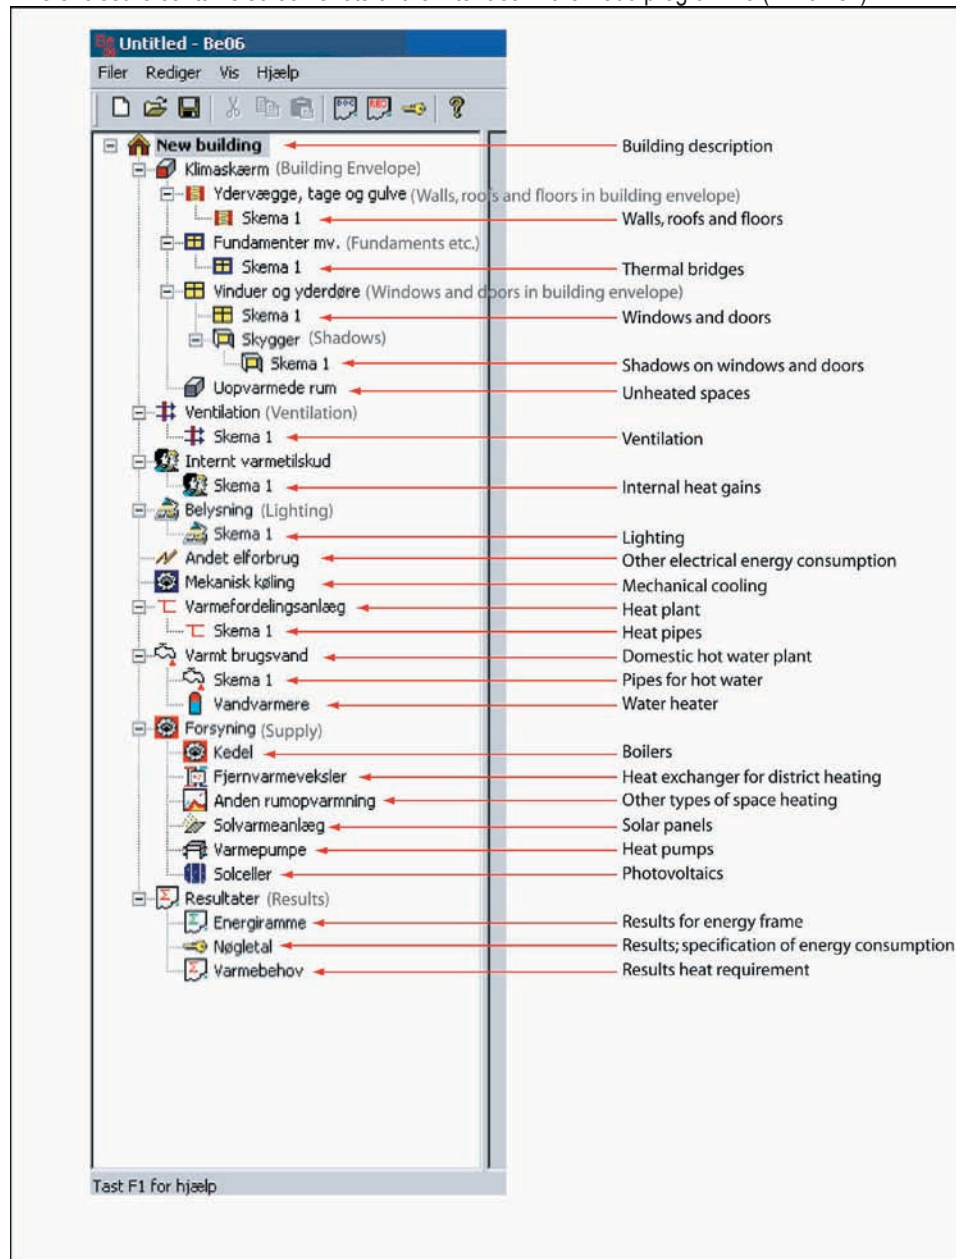 Untitled - Be06
Filer Rediger Vis Hjælp
New building Building description
Klimaskærm (Building Envelope)
Ydervægge, tage og gulve (Walls, roofs and floors in building envelope)
Skema 1 Walls, roofs and floors
Fundamenter mv. (Fundaments etc.)
Skema 1 Thermal bridges
Vinduer og yderdøre (Windows and doors in building envelope)
Skema 1 Windows and doors
Skygger (Shadows)
Skema 1 Shadows on windows and doors
Uopvarmede rum Unheated spaces
Ventilation (Ventilation)
Skema 1 Ventilation
Internt varmetilskud
Skema 1 Internal heat gains
Belysning (Lighting)
Skema 1 Lighting
Andet elforbrug Other electrical energy consumption
Mekanisk køling Mechanical cooling
Varmefordelingsanlæg Heat plant
Skema 1 Heat pipes
Varmt brugsvand Domestic hot water plant
Skema 1 Pipes for hot water
Vandvarmere Water heater
Forsyning (Supply)
Kedel Boilers
Fjernvarmeveksler Heat exchanger for district heating
Anden rumopvarmning Other types of space heating
Solvarmeanlæg Solar panels
Varmepumpe Heat pumps
Solceller Photovoltaics
Resultater (Results)
Energiramme Results for energy frame
Nøgletal Results; specification of energy consumption
Varmebehov Results heat requirement
Tast F1 for hjælp